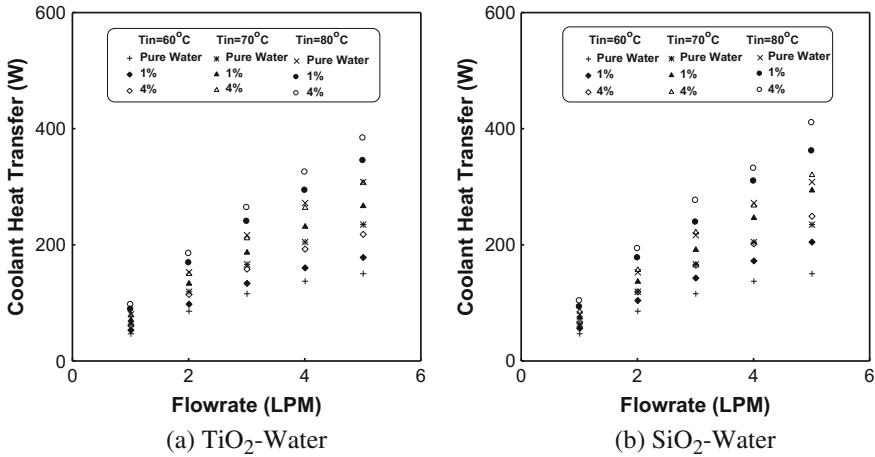 600
400
200
0
Coolant Heat Transfer (W)
Tin=60°C Tin=70°C Tin=80°C
Pure Water Pure Water Pure Water
1% 1% 1%
4% 4% 4%
0 2 4 6
Flowrate (LPM)
(a) TiO₂-Water
600
400
200
0
Coolant Heat Transfer (W)
Tin=60°C Tin=70°C Tin=80°C
Pure Water Pure Water Pure Water
1% 1% 1%
4% 4% 4%
0 2 4 6
Flowrate (LPM)
(b) SiO₂-Water